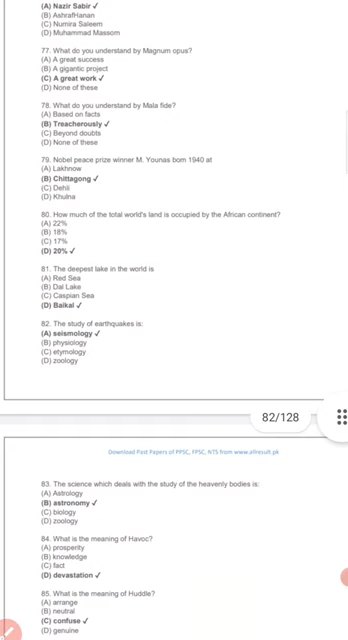 (A) Nazir Sabir ✓
(B) AshrafHanan
(C) Numira Saleem
(D) Muhammad Massom
77. What do you understand by Magnum opus?
(A) A great success
(B) A gigantic project
(C) A great work ✓
(D) None of these
78. What do you understand by Mala fide?
(A) Based on facts
(B) Treacherously ✓
(C) Beyond doubts
(D) None of these
79. Nobel peace prize winner M. Younas born 1940 at
(A) Lakhnow
(B) Chittagong ✓
(C) Dehli
(D) Khulna
80. How much of the total world's land is occupied by the African continent?
(A) 22%
(B) 18%
(C) 17%
(D) 20% ✓
81. The deepest lake in the world is
(A) Red Sea
(B) Dal Lake
(C) Caspian Sea
(D) Baikal ✓
82. The study of earthquakes is:
(A) seismology ✓
(B) physiology
(C) etymology
(D) zoology
82/128
Download Past Papers of PPSC, FPSC, NTS from www.allresult.pk
83. The science which deals with the study of the heavenly bodies is:
(A) Astrology
(B) astronomy ✓
(C) biology
(D) zoology
84. What is the meaning of Havoc?
(A) prosperity
(B) knowledge
(C) fact
(D) devastation ✓
85. What is the meaning of Huddle?
(A) arrange
(B) neutral
(C) confuse ✓
(D) genuine